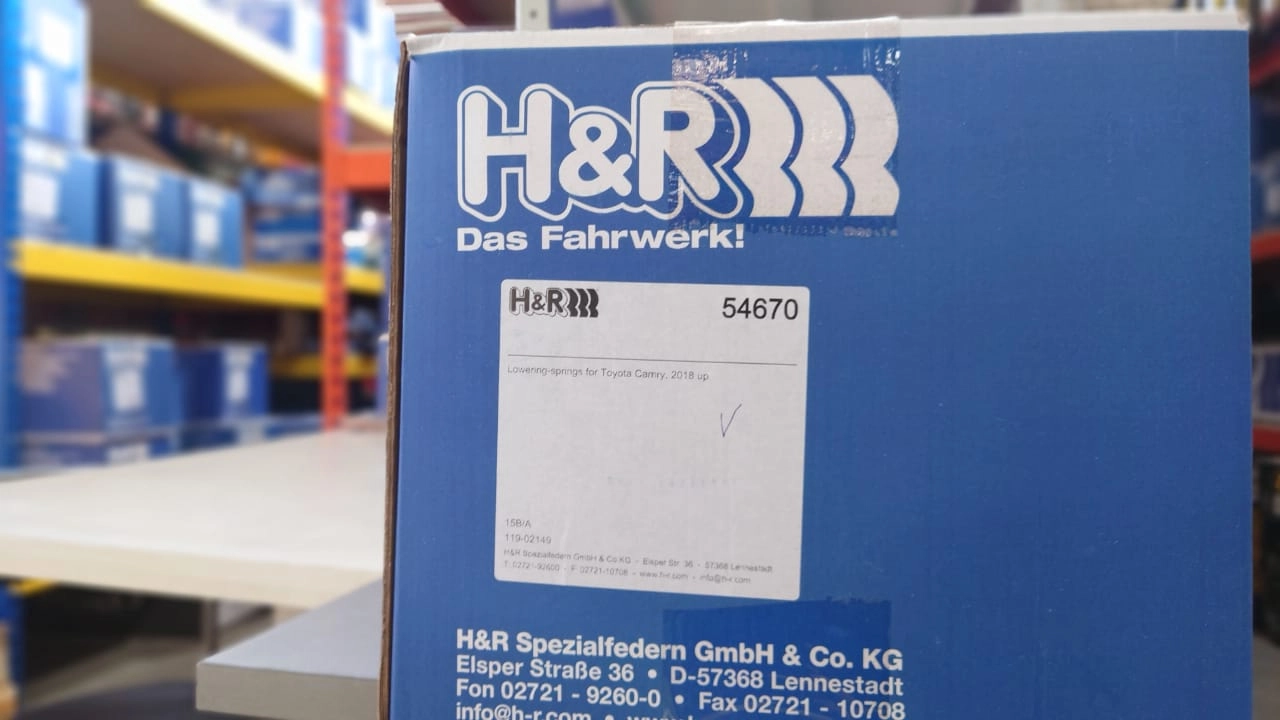 H&R
Das Fahrwerk!
H&R
54670
Lowering-springs for Toyota Camry, 2018 up
15B/A
119-02149
H&R Spezialfedern GmbH & Co KG - Elsper Str. 36 - 57368 Lennestadt
T: 02721-92600 - F: 02721-10708 - www.h-r.com - info@h-r.com
H&R Spezialfedern GmbH & Co. KG
Elsper Straße 36 • D-57368 Lennestadt
Fon 02721 - 9260-0 • Fax 02721 - 10708
info@h-r.com •